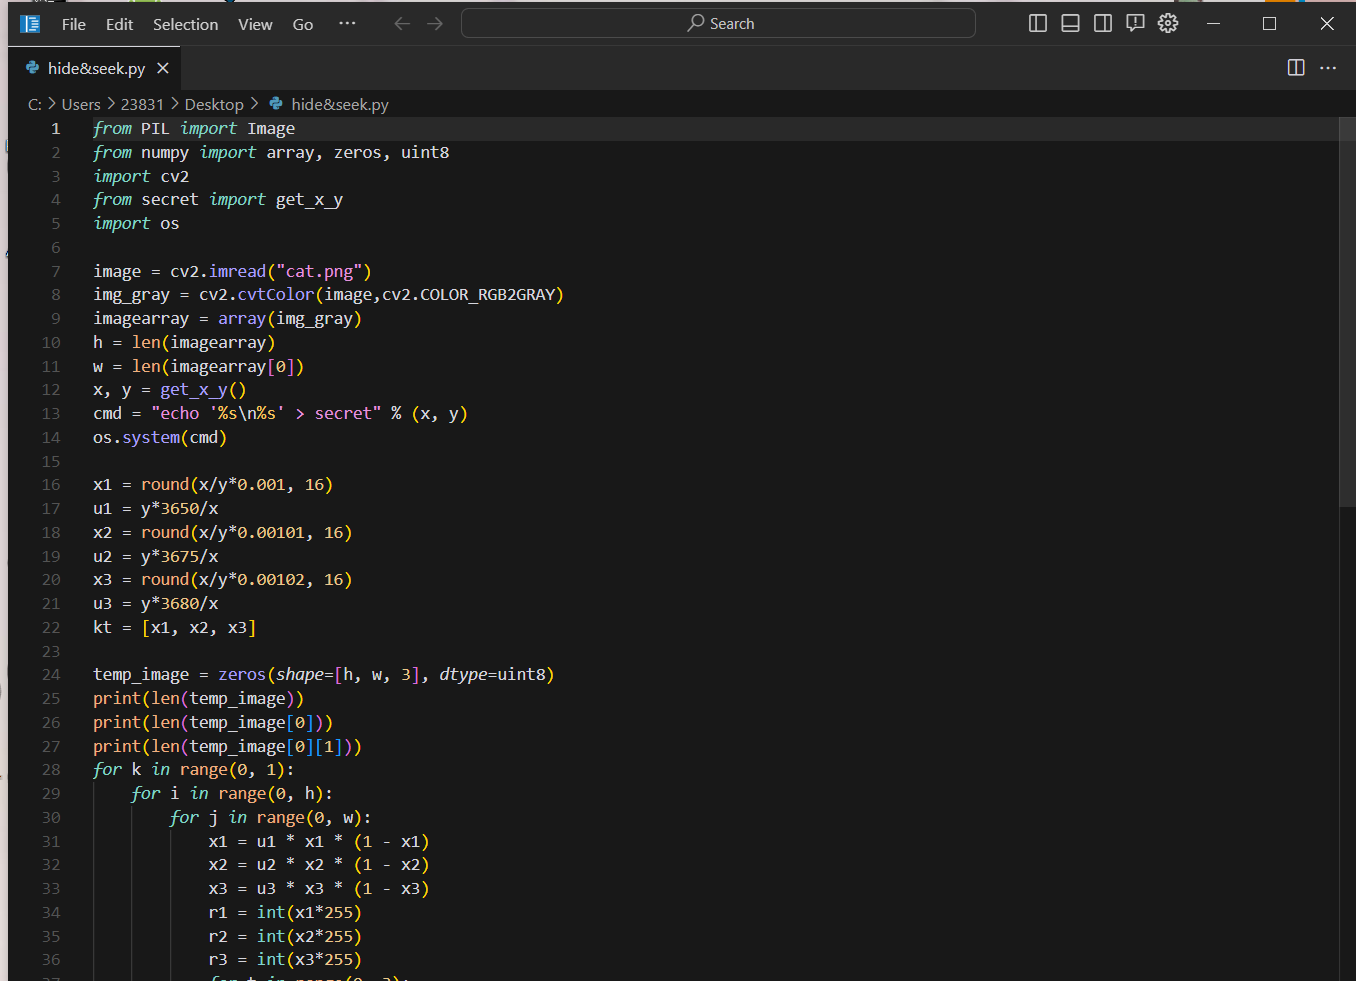 File Edit Selection View Go ···
Search
hide&seek.py
C: > Users > 23831 > Desktop > hide&seek.py
1 from PIL import Image
2 from numpy import array, zeros, uint8
3 import cv2
4 from secret import get_x_y
5 import os
6
7 image = cv2.imread("cat.png")
8 img_gray = cv2.cvtColor(image,cv2.COLOR_RGB2GRAY)
9 imagearray = array(img_gray)
10 h = len(imagearray)
11 w = len(imagearray[0])
12 x, y = get_x_y()
13 cmd = "echo '%s\n%s' > secret" % (x, y)
14 os.system(cmd)
15
16 x1 = round(x/y*0.001, 16)
17 u1 = y*3650/x
18 x2 = round(x/y*0.00101, 16)
19 u2 = y*3675/x
20 x3 = round(x/y*0.00102, 16)
21 u3 = y*3680/x
22 kt = [x1, x2, x3]
23
24 temp_image = zeros(shape=[h, w, 3], dtype=uint8)
25 print(len(temp_image))
26 print(len(temp_image[0]))
27 print(len(temp_image[0][1]))
28 for k in range(0, 1):
29 for i in range(0, h):
30 for j in range(0, w):
31 x1 = u1 * x1 * (1 - x1)
32 x2 = u2 * x2 * (1 - x2)
33 x3 = u3 * x3 * (1 - x3)
34 r1 = int(x1*255)
35 r2 = int(x2*255)
36 r3 = int(x3*255)